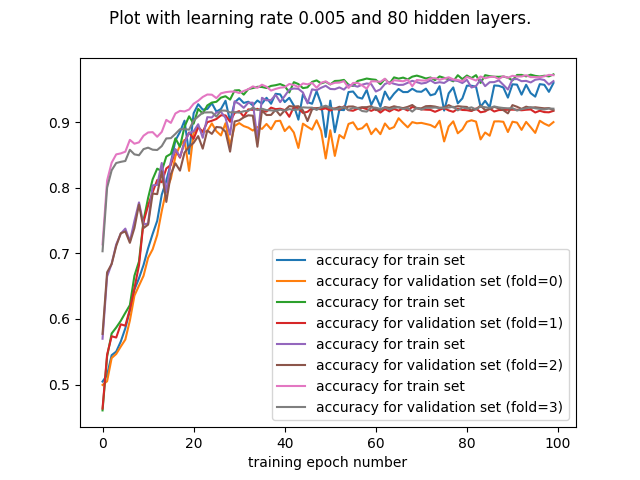 Plot with learning rate 0.005 and 80 hidden layers.
0.9
0.8
0.7
0.6
0.5
accuracy for train set
accuracy for validation set (fold=0)
accuracy for train set
accuracy for validation set (fold=1)
accuracy for train set
accuracy for validation set (fold=2)
accuracy for train set
accuracy for validation set (fold=3)
0 20 40 60 80 100
training epoch number